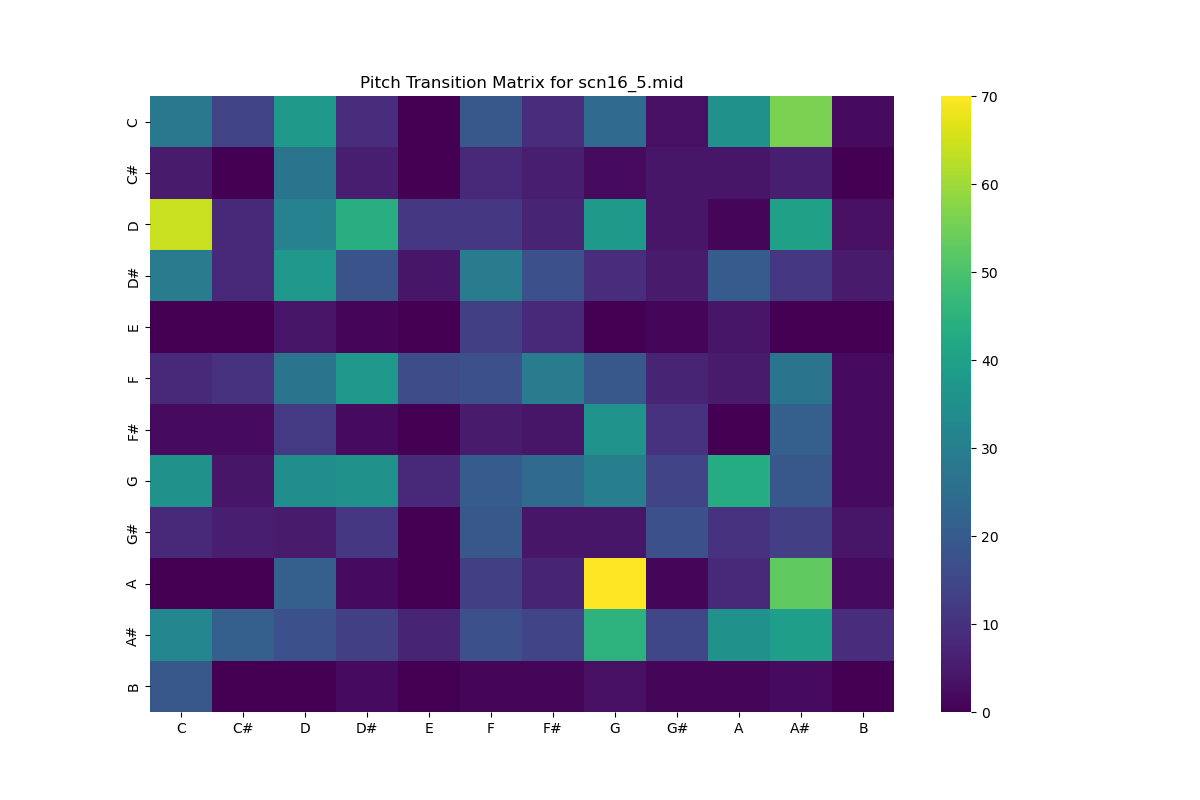 Pitch Transition Matrix for scn16_5.mid
C
C#
D
D#
E
F
F#
G
G#
A
A#
B
C C# D D# E F F# G G# A A# B
70
60
50
40
30
20
10
0